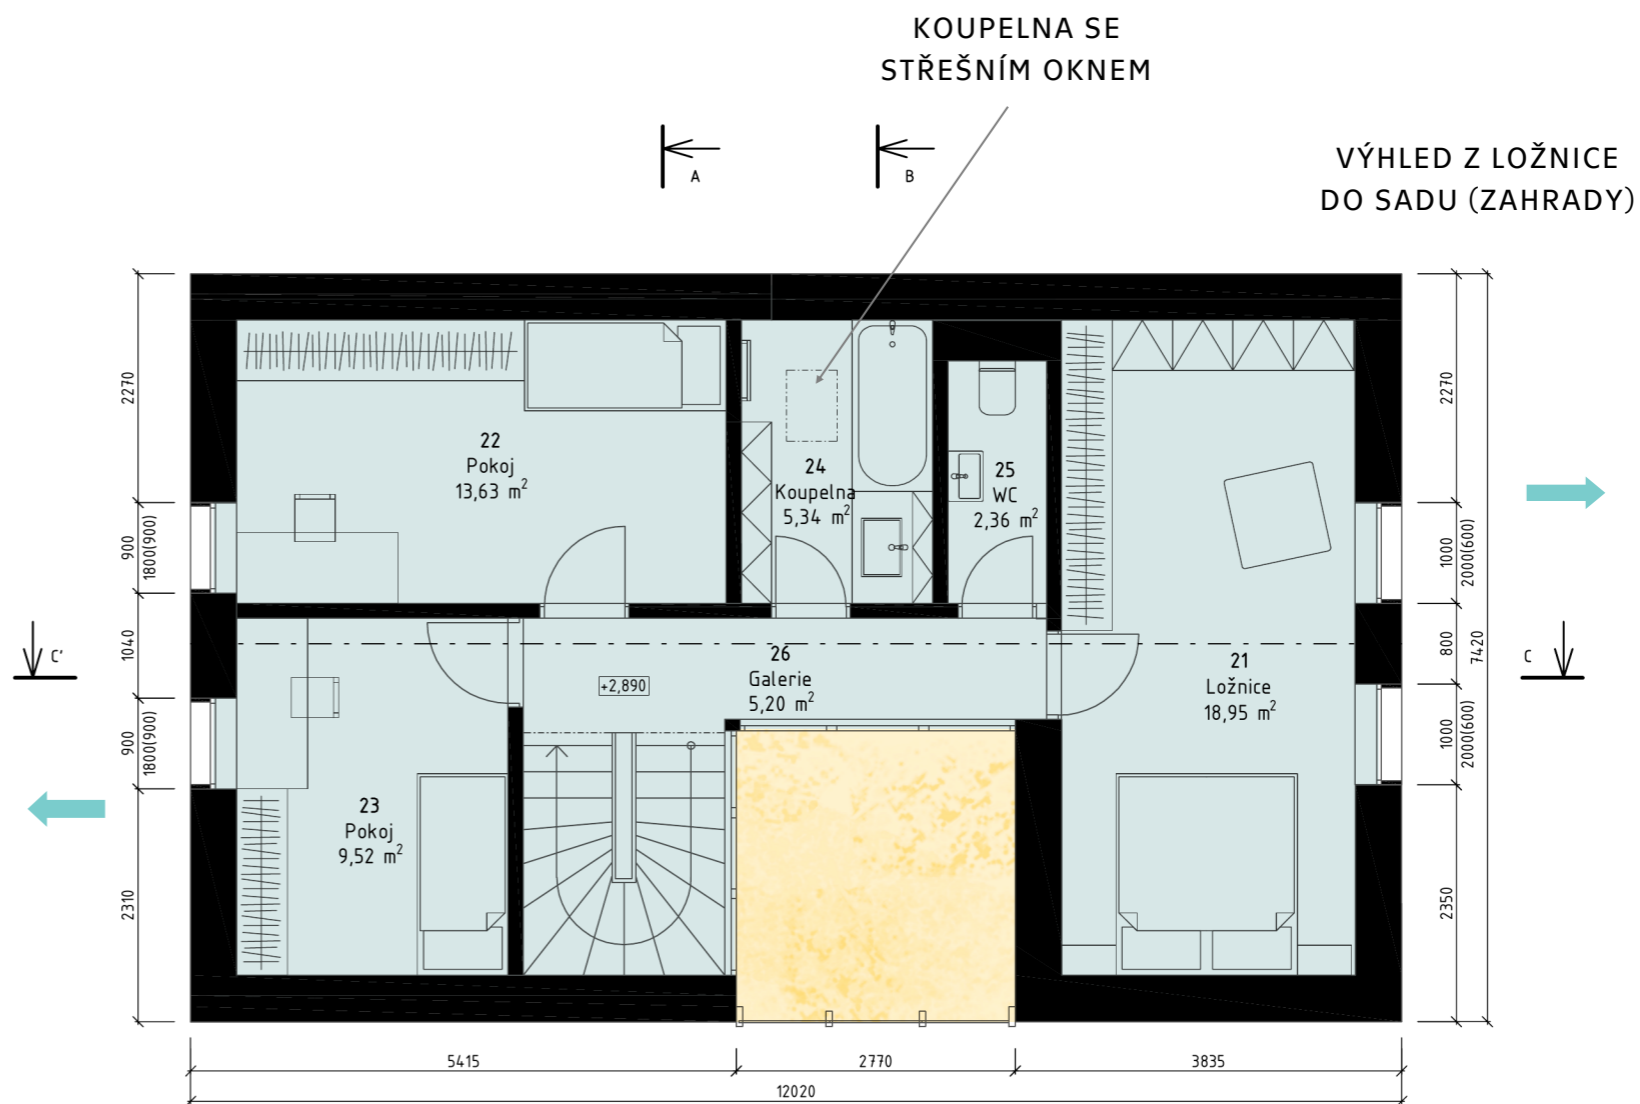 KOUPELNA SE
STŘEŠNÍM OKNEM
A
B
VÝHLED Z LOŽNICE
DO SADU (ZAHRADY)
2270
900
1800(900)
1040
900
1800(900)
2310
C'
22
Pokoj
13,63 m²
24
Koupelna
5,34 m²
25
WC
2,36 m²
26
Galerie
5,20 m²
+2,890
21
Ložnice
18,95 m²
23
Pokoj
9,52 m²
2270
1000
2000(600)
800
7420
1000
2000(600)
2350
C
5415
2770
3835
12020